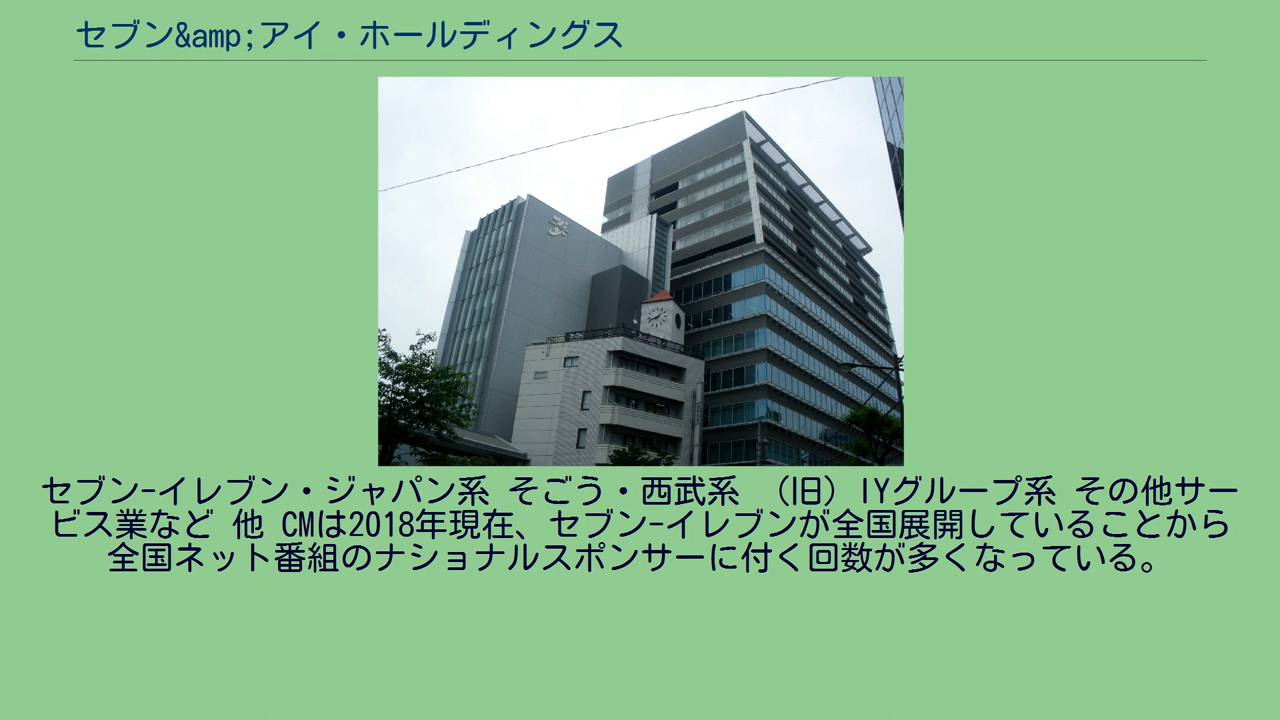 セブン&amp;アイ・ホールディングス
セブン-イレブン・ジャパン系 そごう・西武系 （旧）IYグループ系 その他サー
ビス業など 他 CMは2018年現在、セブン-イレブンが全国展開していることから
全国ネット番組のナショナルスポンサーに付く回数が多くなっている。